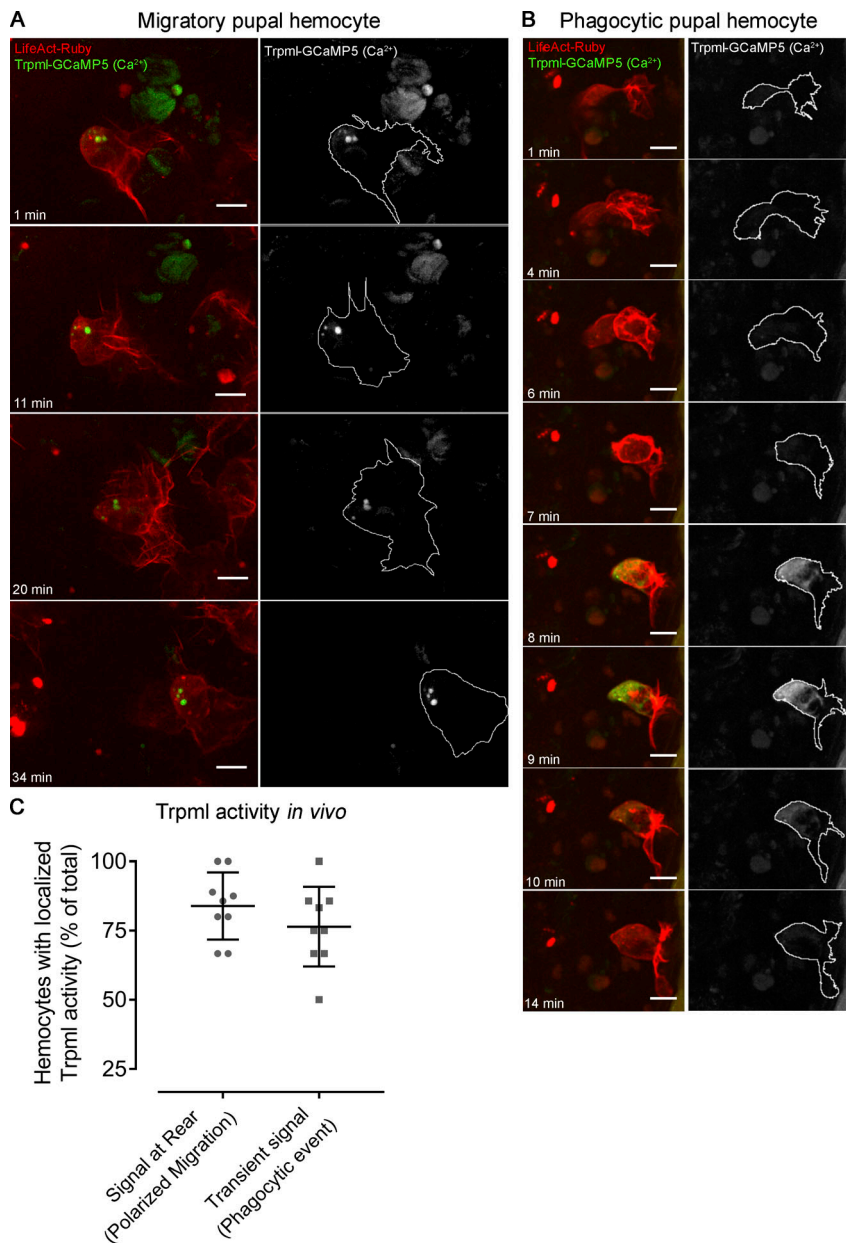 A
Migratory pupal hemocyte
LifeAct-Ruby
Trpml-GCaMP5 (Ca²⁺)
Trpml-GCaMP5 (Ca²⁺)
1 min
11 min
20 min
34 min
B
Phagocytic pupal hemocyte
LifeAct-Ruby
Trpml-GCaMP5 (Ca²⁺)
Trpml-GCaMP5 (Ca²⁺)
1 min
4 min
6 min
7 min
8 min
9 min
10 min
14 min
C
Trpml activity in vivo
Hemocytes with localized
Trpml activity (% of total)
100
75
50
25
Signal at Rear
(Polarized Migration)
Transient signal
(Phagocytic event)